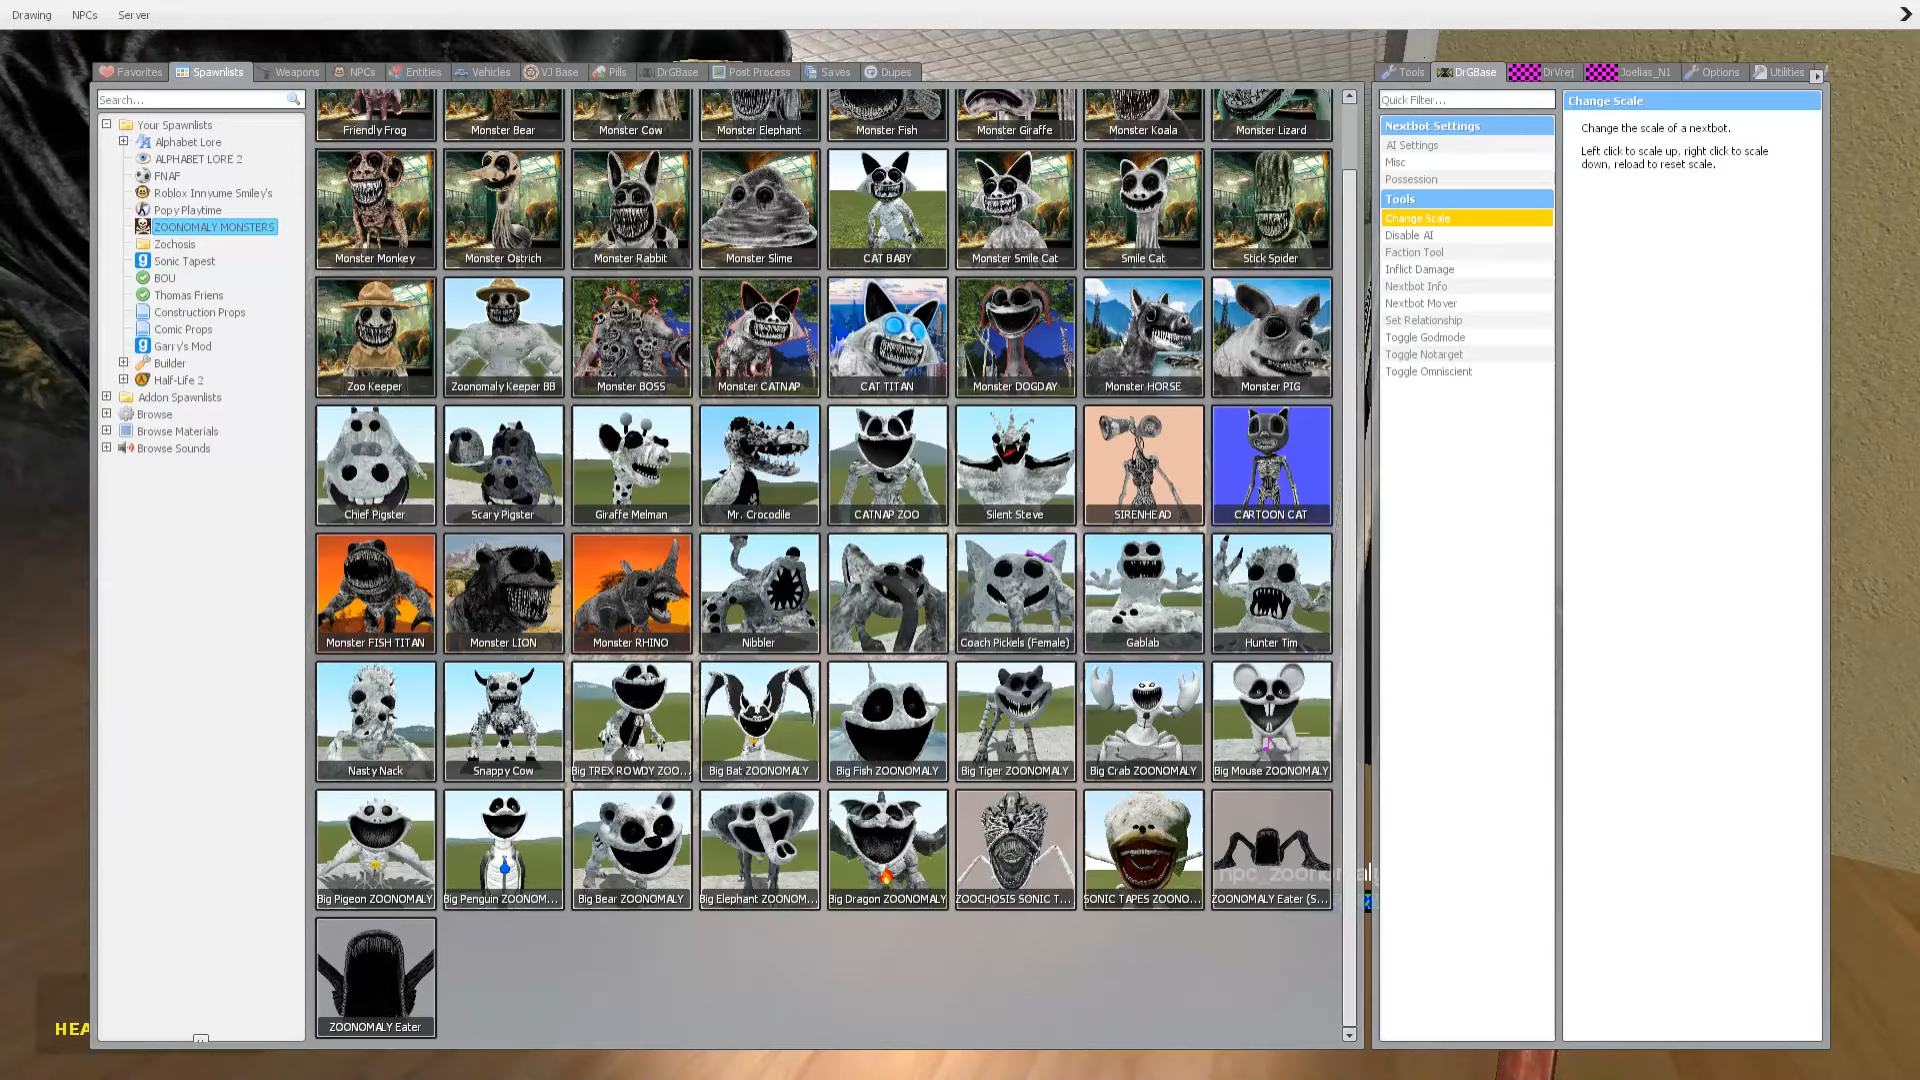 Drawing NPCs Server
Favorites Spawnlists Weapons NPCs Entities Vehicles VJ Base Pills DrGBase Post Process Saves Dupes
Search...
Your Spawnlists
Alphabet Lore
ALPHABET LORE 2
FNAF
Roblox Innyume Smiley's
Popy Playtime
ZOONOMALY MONSTERS
Zochosis
Sonic Tapest
BOU
Thomas Friens
Construction Props
Comic Props
Garry's Mod
Builder
Half-Life 2
Addon Spawnlists
Browse
Browse Materials
Browse Sounds
Friendly Frog Monster Bear Monster Cow Monster Elephant Monster Fish Monster Giraffe Monster Koala Monster Lizard
Monster Monkey Monster Ostrich Monster Rabbit Monster Slime CAT BABY Monster Smile Cat Smile Cat Stick Spider
Zoo Keeper Zoonomaly Keeper BB Monster BOSS Monster CATNAP CAT TITAN Monster DOGDAY Monster HORSE Monster PIG
Chief Pigster Scary Pigster Giraffe Melman Mr. Crocodile CATNAP ZOO Silent Steve SIRENHEAD CARTOON CAT
Monster FISH TITAN Monster LION Monster RHINO Nibbler Coach Pickels (Female) Gablab Hunter Tim
Nasty Nack Snappy Cow Big TREX ROWDY ZOO... Big Bat ZOONOMALY Big Fish ZOONOMALY Big Tiger ZOONOMALY Big Crab ZOONOMALY Big Mouse ZOONOMALY
Big Pigeon ZOONOMALY Big Penguin ZOONOM... Big Bear ZOONOMALY Big Elephant ZOONOM... Big Dragon ZOONOMALY ZOOCHOSIS SONIC T... SONIC TAPES ZOONO... ZOONOMALY Eater (S...
ZOONOMALY Eater
npc_zoonomaly
HEA
Tools DrGBase DrVrej Joelias_N1 Options Utilities
Quick Filter...
Nextbot Settings
AI Settings
Misc
Possession
Tools
Change Scale
Disable AI
Faction Tool
Inflict Damage
Nextbot Info
Nextbot Mover
Set Relationship
Toggle Godmode
Toggle Notarget
Toggle Omniscient
Change Scale
Change the scale of a nextbot.
Left click to scale up, right click to scale
down, reload to reset scale.